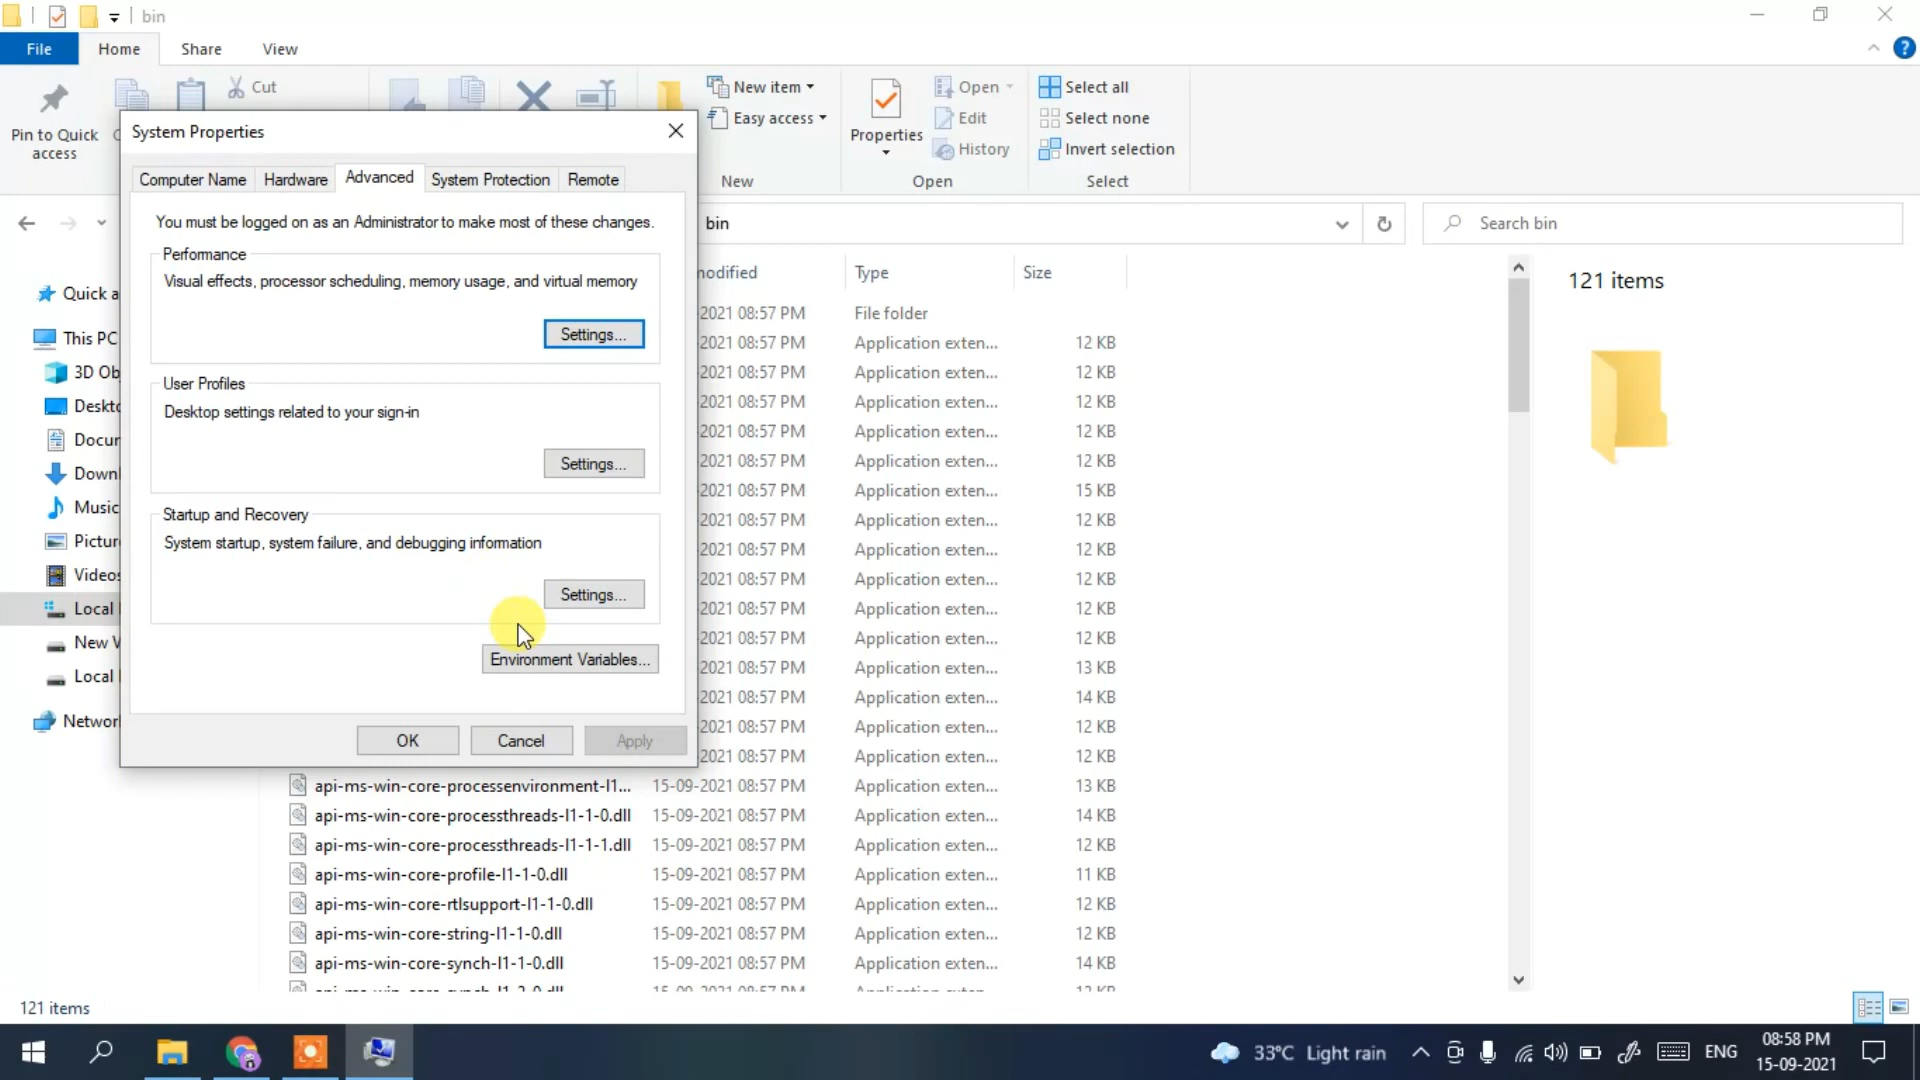 bin
File Home Share View
Cut
New item
Easy access
Pin to Quick access
Properties
Open
Edit
History
Select all
Select none
Invert selection
New
Open
Select
System Properties
Computer Name Hardware Advanced System Protection Remote
You must be logged on as an Administrator to make most of these changes.
Performance
Visual effects, processor scheduling, memory usage, and virtual memory
Settings...
User Profiles
Desktop settings related to your sign-in
Settings...
Startup and Recovery
System startup, system failure, and debugging information
Settings...
Environment Variables...
OK Cancel Apply
bin
Search bin
Quick a
This PC
3D Ob
Deskto
Docur
Downl
Music
Picture
Videos
Local
New V
Local
Networ
modified Type Size
2021 08:57 PM File folder
2021 08:57 PM Application exten... 12 KB
2021 08:57 PM Application exten... 12 KB
2021 08:57 PM Application exten... 12 KB
2021 08:57 PM Application exten... 12 KB
2021 08:57 PM Application exten... 12 KB
2021 08:57 PM Application exten... 15 KB
2021 08:57 PM Application exten... 12 KB
2021 08:57 PM Application exten... 12 KB
2021 08:57 PM Application exten... 12 KB
2021 08:57 PM Application exten... 12 KB
2021 08:57 PM Application exten... 12 KB
2021 08:57 PM Application exten... 13 KB
2021 08:57 PM Application exten... 14 KB
2021 08:57 PM Application exten... 12 KB
2021 08:57 PM Application exten... 12 KB
api-ms-win-core-processenvironment-l1... 15-09-2021 08:57 PM Application exten... 13 KB
api-ms-win-core-processthreads-l1-1-0.dll 15-09-2021 08:57 PM Application exten... 14 KB
api-ms-win-core-processthreads-l1-1-1.dll 15-09-2021 08:57 PM Application exten... 12 KB
api-ms-win-core-profile-l1-1-0.dll 15-09-2021 08:57 PM Application exten... 11 KB
api-ms-win-core-rtlsupport-l1-1-0.dll 15-09-2021 08:57 PM Application exten... 12 KB
api-ms-win-core-string-l1-1-0.dll 15-09-2021 08:57 PM Application exten... 12 KB
api-ms-win-core-synch-l1-1-0.dll 15-09-2021 08:57 PM Application exten... 14 KB
121 items
121 items
33°C Light rain
ENG
08:58 PM
15-09-2021